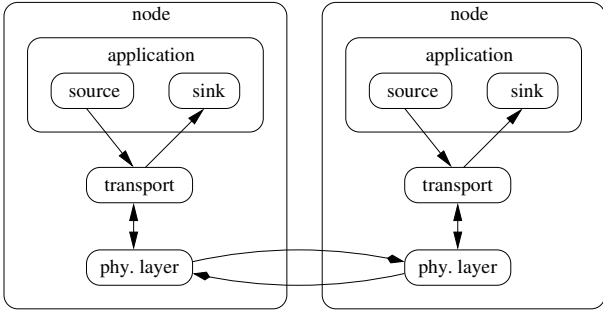 node
application
source
sink
transport
phy. layer
node
application
source
sink
transport
phy. layer